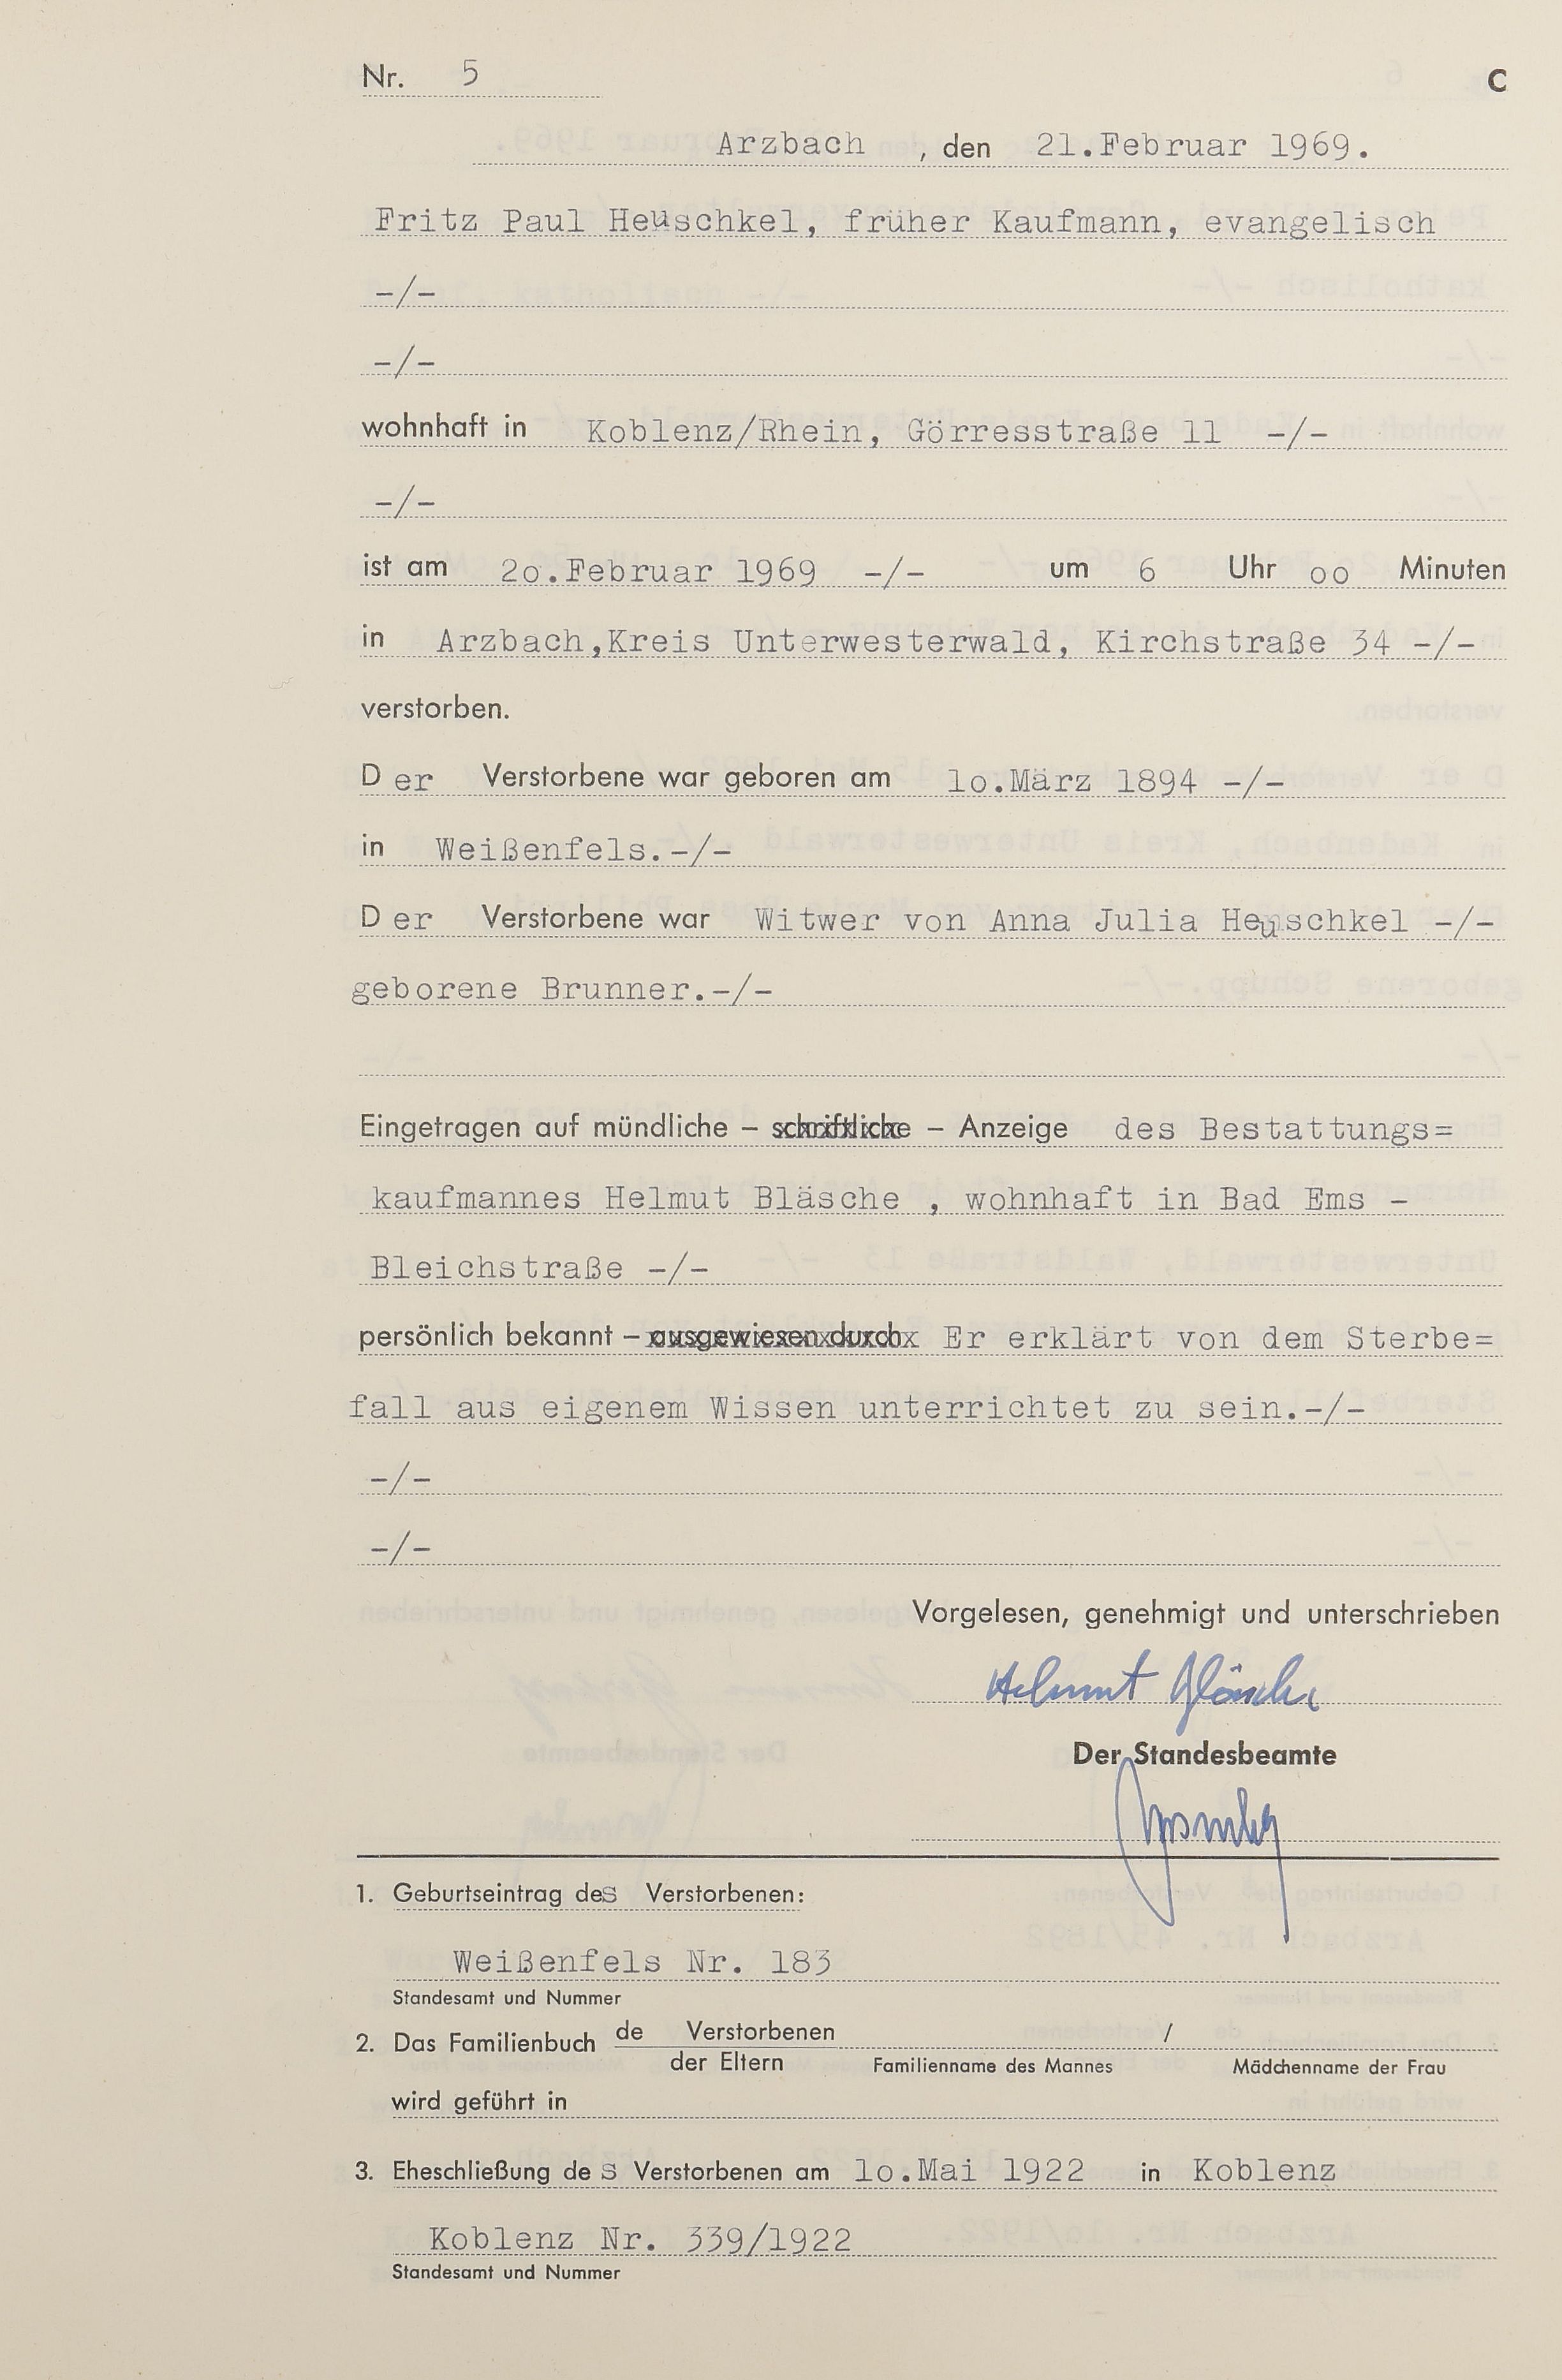 Nr. 5 C
Arzbach , den 21.Februar 1969.
Fritz Paul Heuschkel, früher Kaufmann, evangelisch
-/-
-/-
wohnhaft in Koblenz/Rhein, Görresstraße 11 -/-
-/-
ist am 2o.Februar 1969 -/- um 6 Uhr oo Minuten
in Arzbach,Kreis Unterwesterwald, Kirchstraße 34 -/-
verstorben.
D er Verstorbene war geboren am 1o.März 1894 -/-
in Weißenfels.-/-
D er Verstorbene war Witwer von Anna Julia Heuschkel -/-
geborene Brunner.-/-
Eingetragen auf mündliche – schriftliche – Anzeige des Bestattungs=
kaufmannes Helmut Bläsche , wohnhaft in Bad Ems -
Bleichstraße -/-
persönlich bekannt – ausgewiesen durch Er erklärt von dem Sterbe=
fall aus eigenem Wissen unterrichtet zu sein.-/-
-/-
-/-
Vorgelesen, genehmigt und unterschrieben
Helmut Bläsche
Der Standesbeamte
1. Geburtseintrag des Verstorbenen:
Weißenfels Nr. 183
Standesamt und Nummer
2. Das Familienbuch de Verstorbenen /
der Eltern Familienname des Mannes Mädchenname der Frau
wird geführt in
3. Eheschließung de s Verstorbenen am 1o.Mai 1922 in Koblenz
Koblenz Nr. 339/1922
Standesamt und Nummer